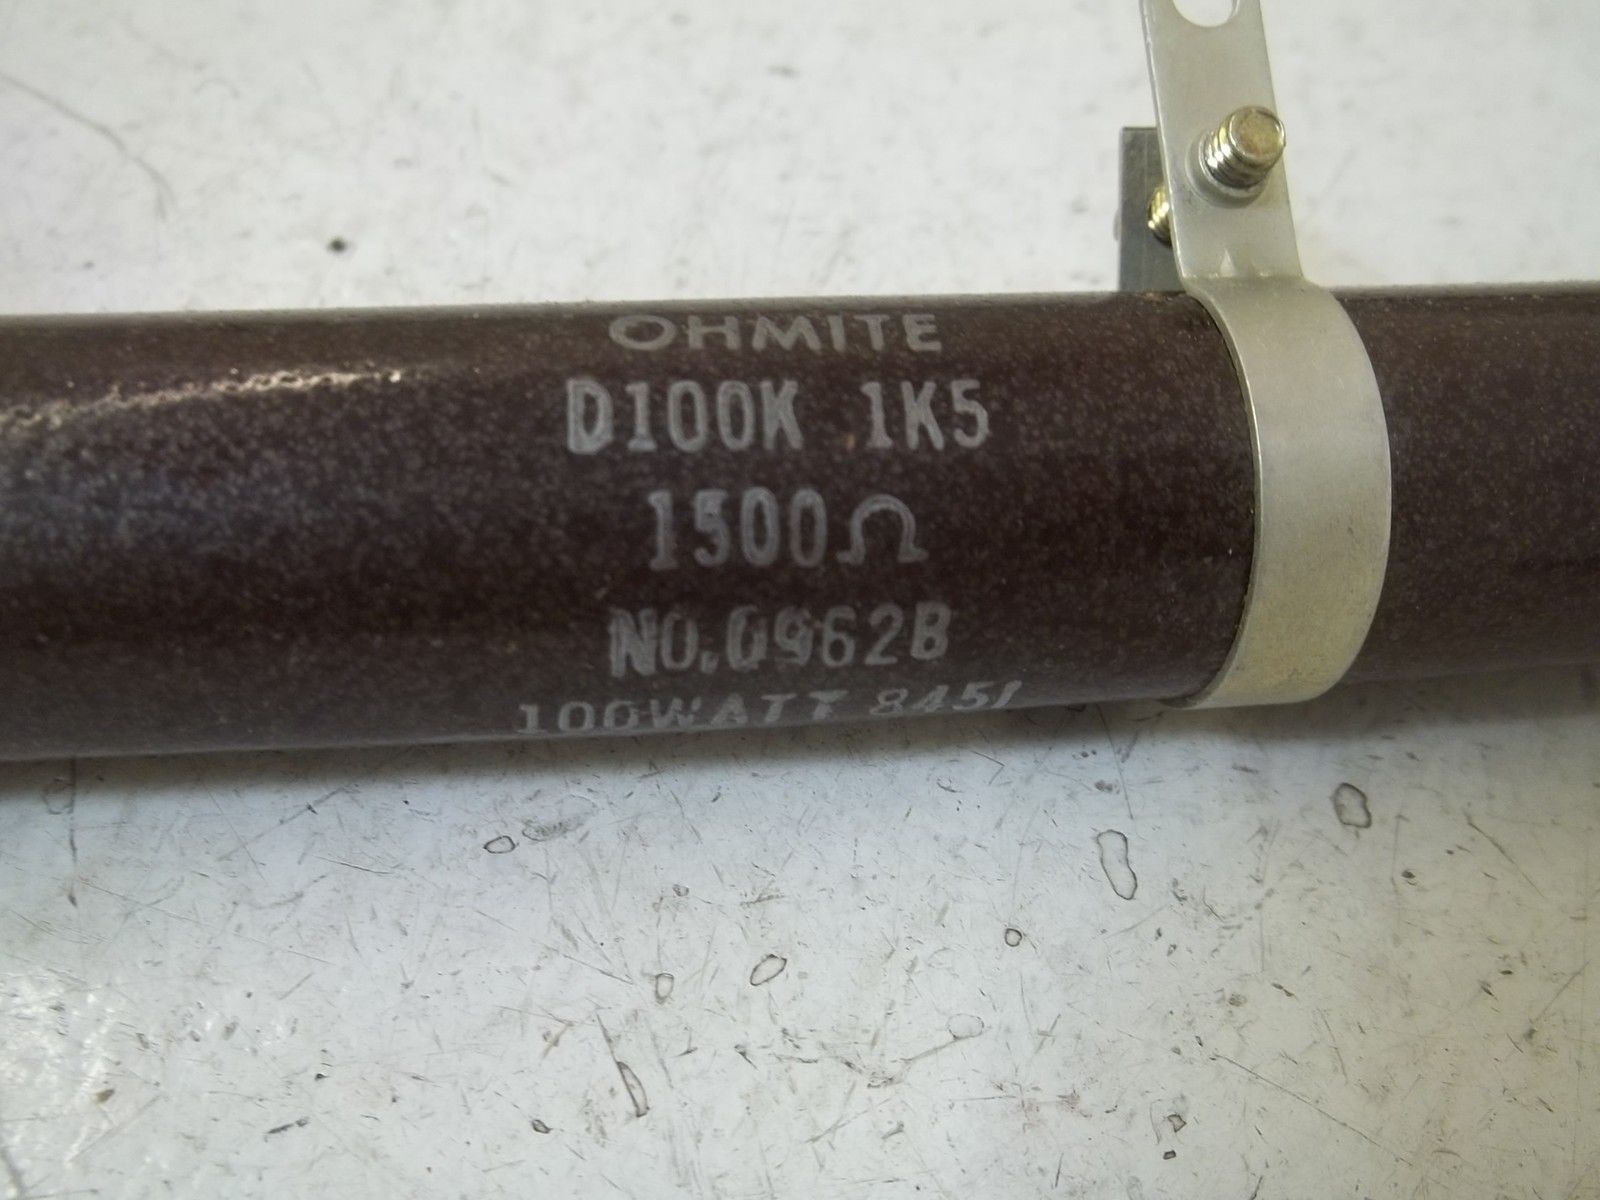 OHMITE
D100K 1K5
1500Ω
NO.0962B
100WATT 8451